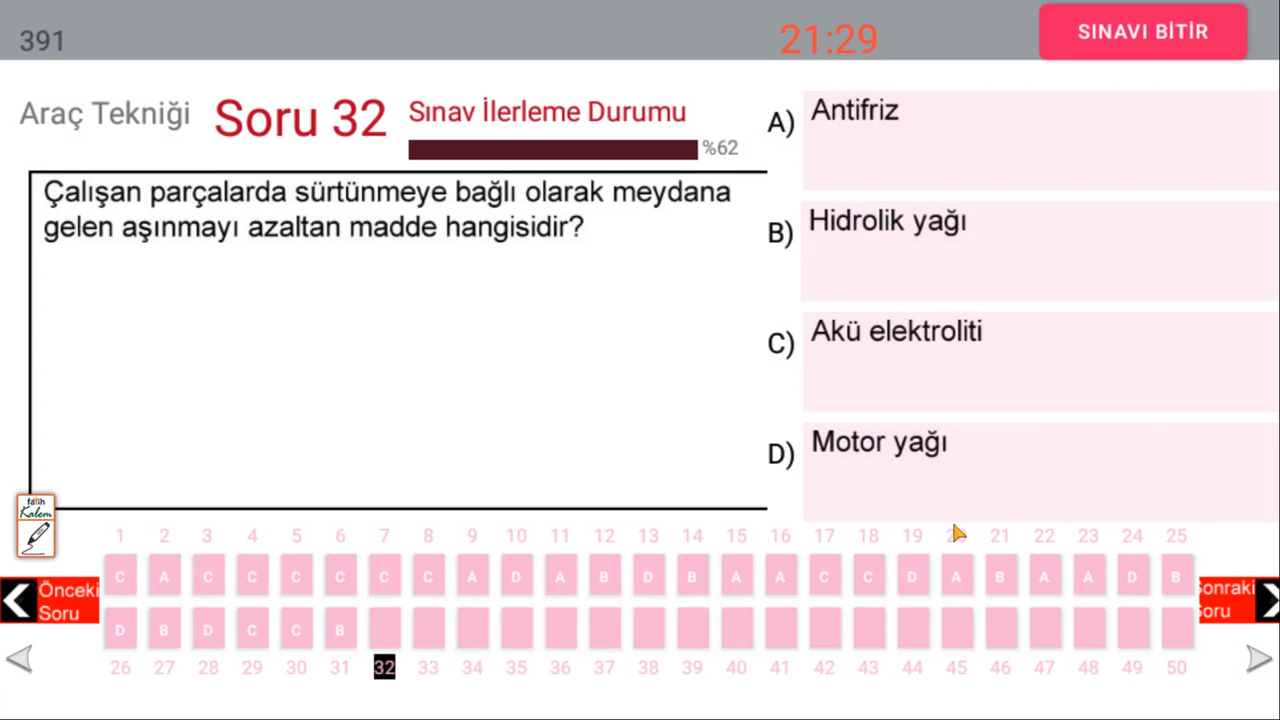 391
21:29
SINAVI BİTİR
Araç Tekniği
Soru 32
Sınav İlerleme Durumu
%62
Çalışan parçalarda sürtünmeye bağlı olarak meydana
gelen aşınmayı azaltan madde hangisidir?
A) Antifriz
B) Hidrolik yağı
C) Akü elektroliti
D) Motor yağı
fatih
Kalem
1 2 3 4 5 6 7 8 9 10 11 12 13 14 15 16 17 18 19 20 21 22 23 24 25
C A C C C C C C A D A B D B A A C C D A B A A D B
Önceki
Soru
Sonraki
Soru
D B D C C B
26 27 28 29 30 31 32 33 34 35 36 37 38 39 40 41 42 43 44 45 46 47 48 49 50